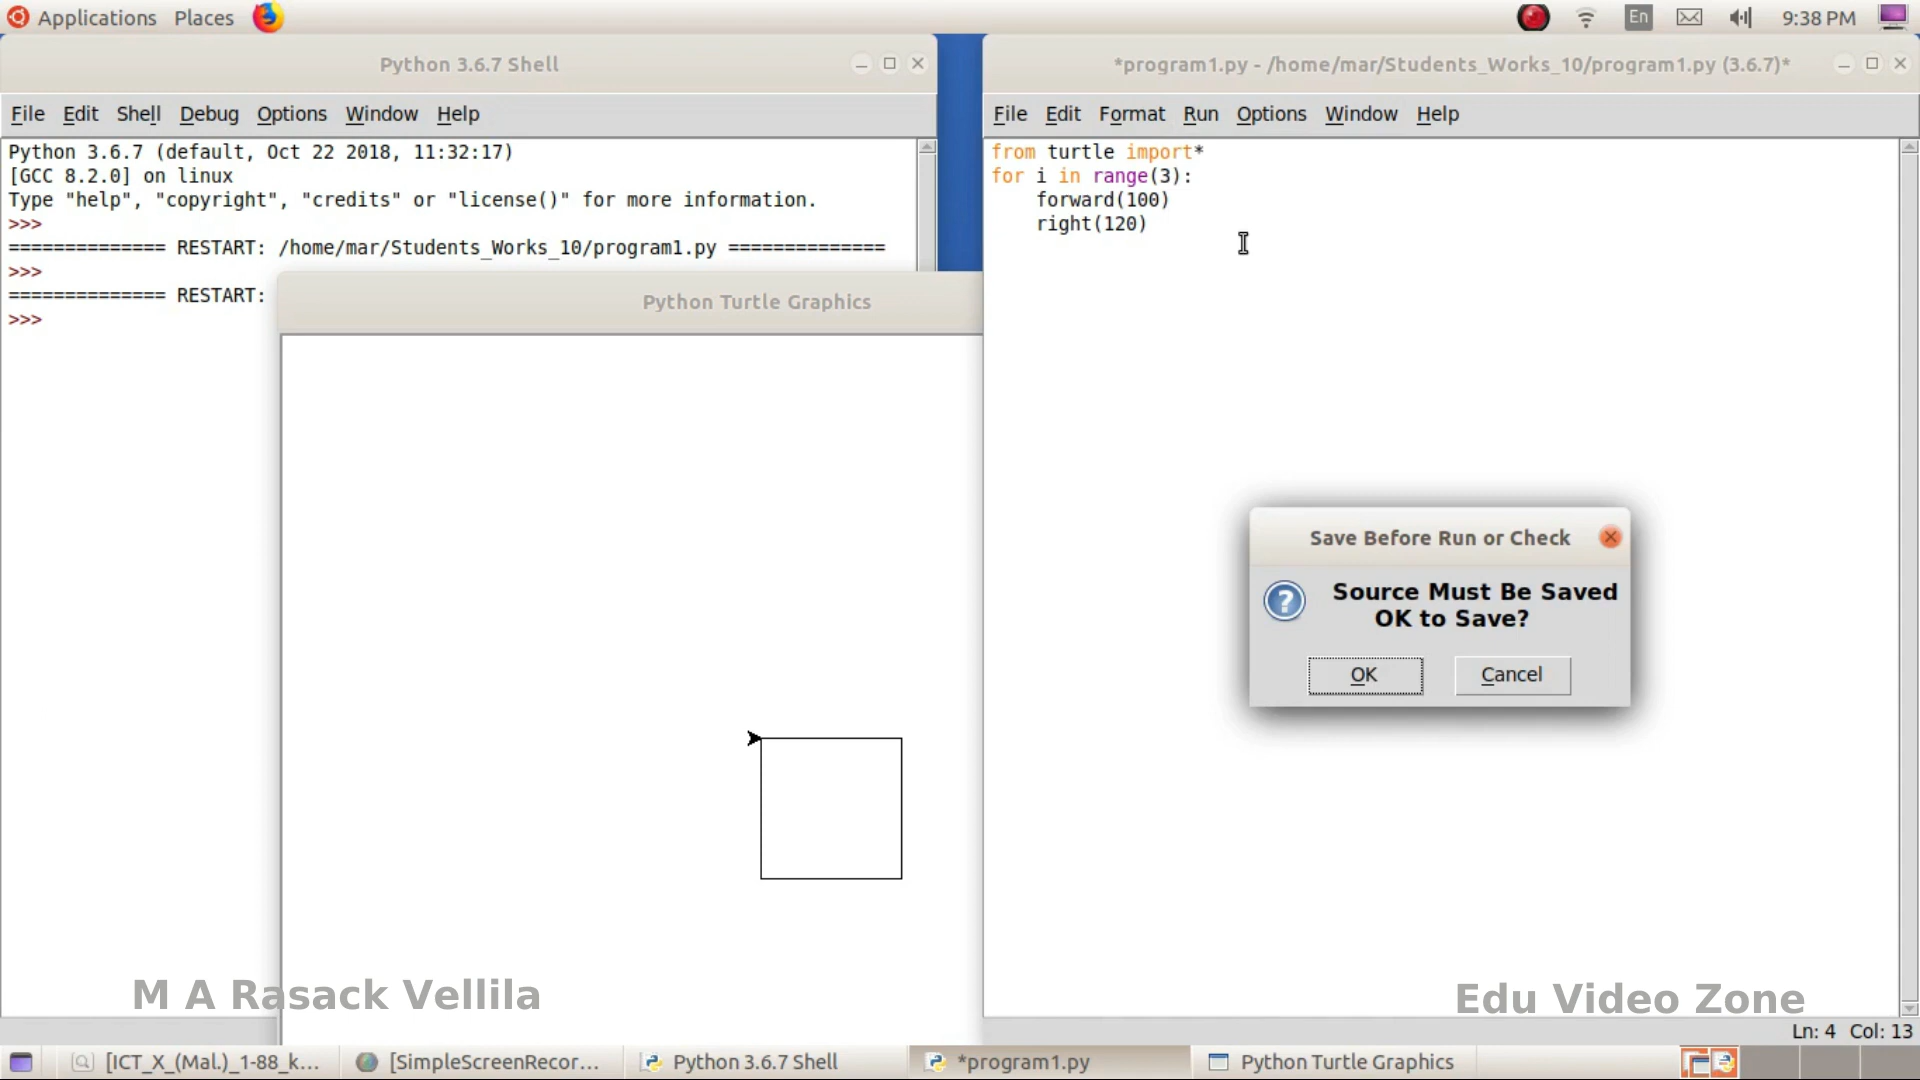 Applications Places
En
9:38 PM
Python 3.6.7 Shell
File Edit Shell Debug Options Window Help
Python 3.6.7 (default, Oct 22 2018, 11:32:17)
[GCC 8.2.0] on linux
Type "help", "copyright", "credits" or "license()" for more information.
>>>
============== RESTART: /home/mar/Students_Works_10/program1.py ==============
>>>
============== RESTART:
>>>
Python Turtle Graphics
*program1.py - /home/mar/Students_Works_10/program1.py (3.6.7)*
File Edit Format Run Options Window Help
from turtle import*
for i in range(3):
    forward(100)
    right(120)
Save Before Run or Check
Source Must Be Saved
OK to Save?
OK Cancel
M A Rasack Vellila
Edu Video Zone
Ln: 4 Col: 13
[ICT_X_(Mal.)_1-88_k... [SimpleScreenRecor... Python 3.6.7 Shell *program1.py Python Turtle Graphics